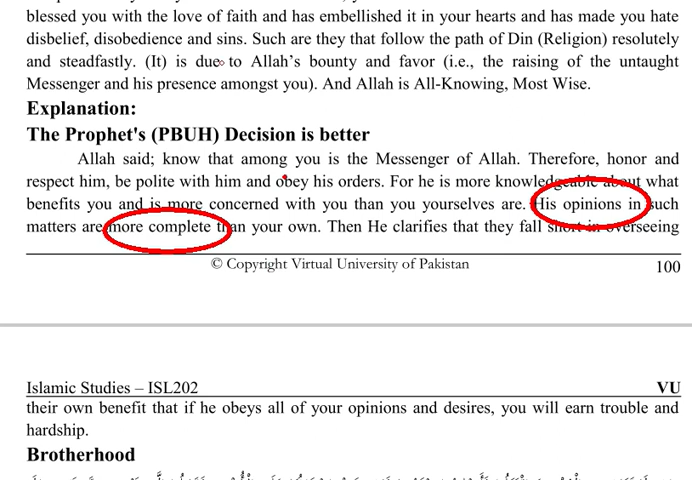 blessed you with the love of faith and has embellished it in your hearts and has made you hate
disbelief, disobedience and sins. Such are they that follow the path of Din (Religion) resolutely
and steadfastly. (It) is due to Allah's bounty and favor (i.e., the raising of the untaught
Messenger and his presence amongst you). And Allah is All-Knowing, Most Wise.
Explanation:
The Prophet's (PBUH) Decision is better
Allah said; know that among you is the Messenger of Allah. Therefore, honor and
respect him, be polite with him and obey his orders. For he is more knowledgeable about what
benefits you and is more concerned with you than you yourselves are. His opinions in such
matters are more complete than your own. Then He clarifies that they fall short in overseeing
© Copyright Virtual University of Pakistan 100
Islamic Studies – ISL202 VU
their own benefit that if he obeys all of your opinions and desires, you will earn trouble and
hardship.
Brotherhood